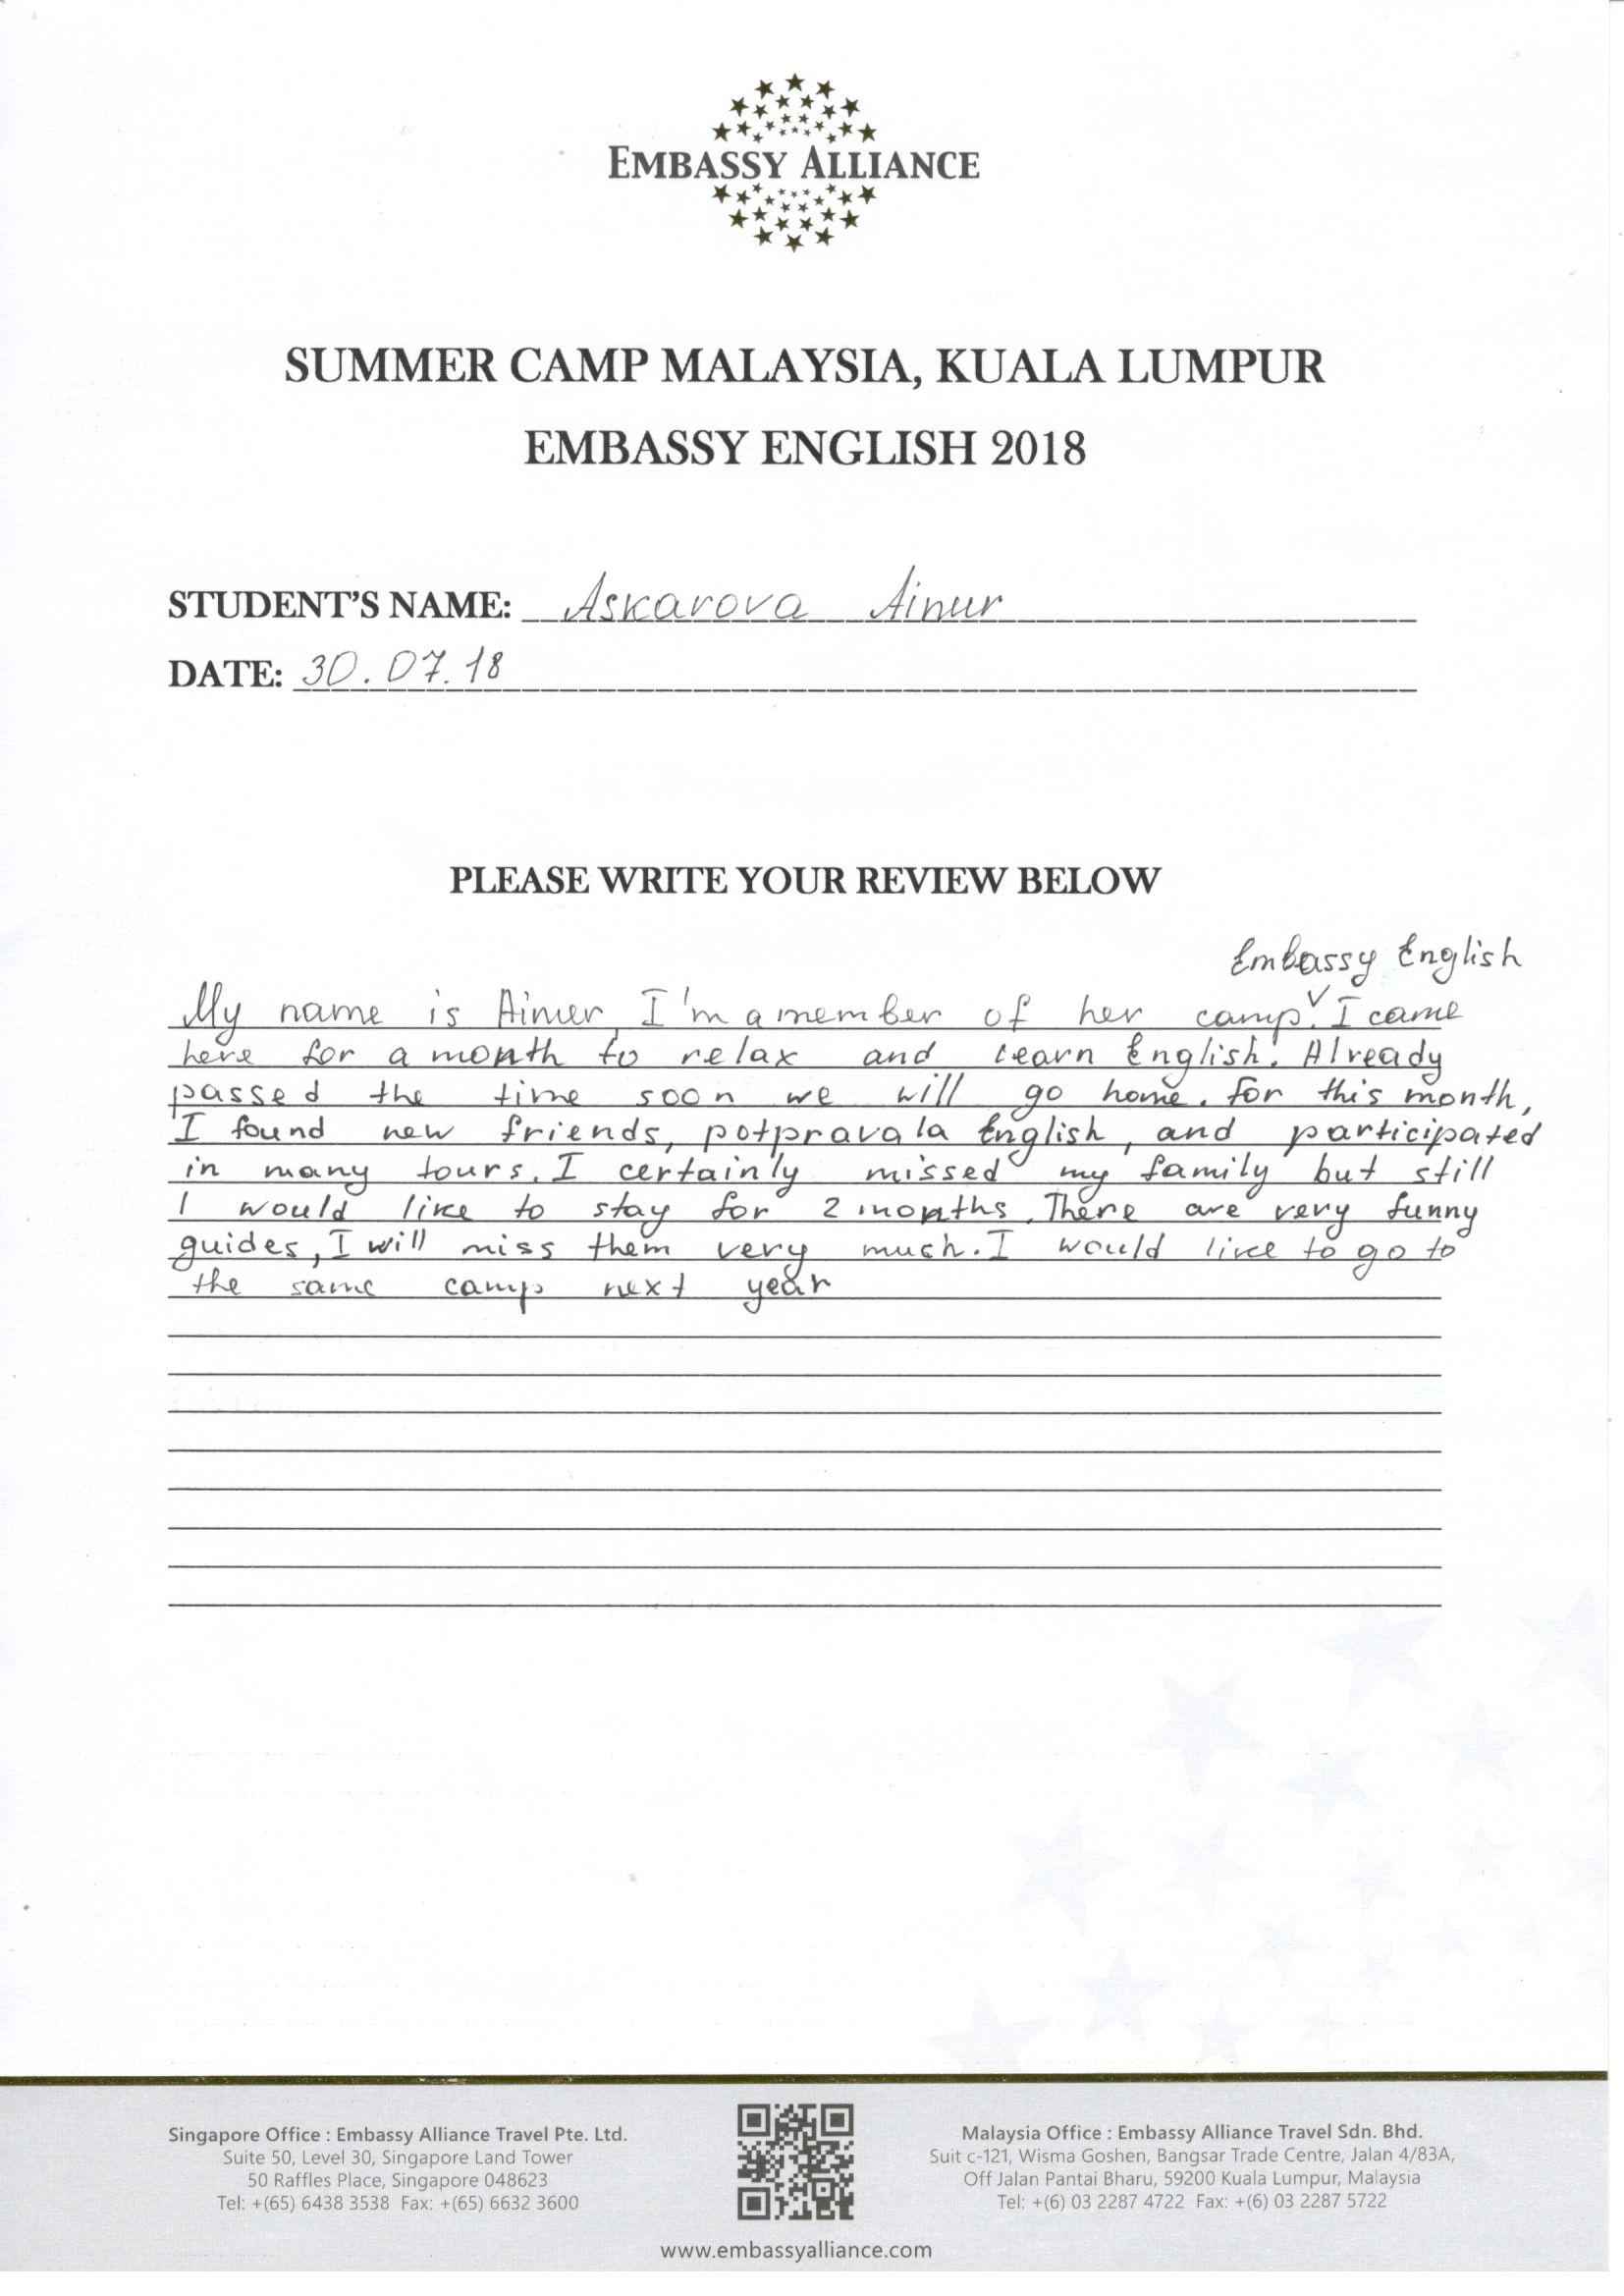 EMBASSY ALLIANCE
SUMMER CAMP MALAYSIA, KUALA LUMPUR
EMBASSY ENGLISH 2018
STUDENT'S NAME: Askarova Ainur
DATE: 30.07.18
PLEASE WRITE YOUR REVIEW BELOW
Embassy English
My name is Ainur, I'm a member of her camp. I came
here for a month to relax and learn English. Already
passed the time soon we will go home. For this month,
I found new friends, potpravala English, and participated
in many tours. I certainly missed my family but still
I would like to stay for 2 months. There are very funny
guides, I will miss them very much. I would like to go to
the same camp next year
Singapore Office : Embassy Alliance Travel Pte. Ltd.
Suite 50, Level 30, Singapore Land Tower
50 Raffles Place, Singapore 048623
Tel: +(65) 6438 3538 Fax: +(65) 6632 3600
Malaysia Office : Embassy Alliance Travel Sdn. Bhd.
Suit c-121, Wisma Goshen, Bangsar Trade Centre, Jalan 4/83A,
Off Jalan Pantai Bharu, 59200 Kuala Lumpur, Malaysia
Tel: +(6) 03 2287 4722 Fax: +(6) 03 2287 5722
www.embassyalliance.com